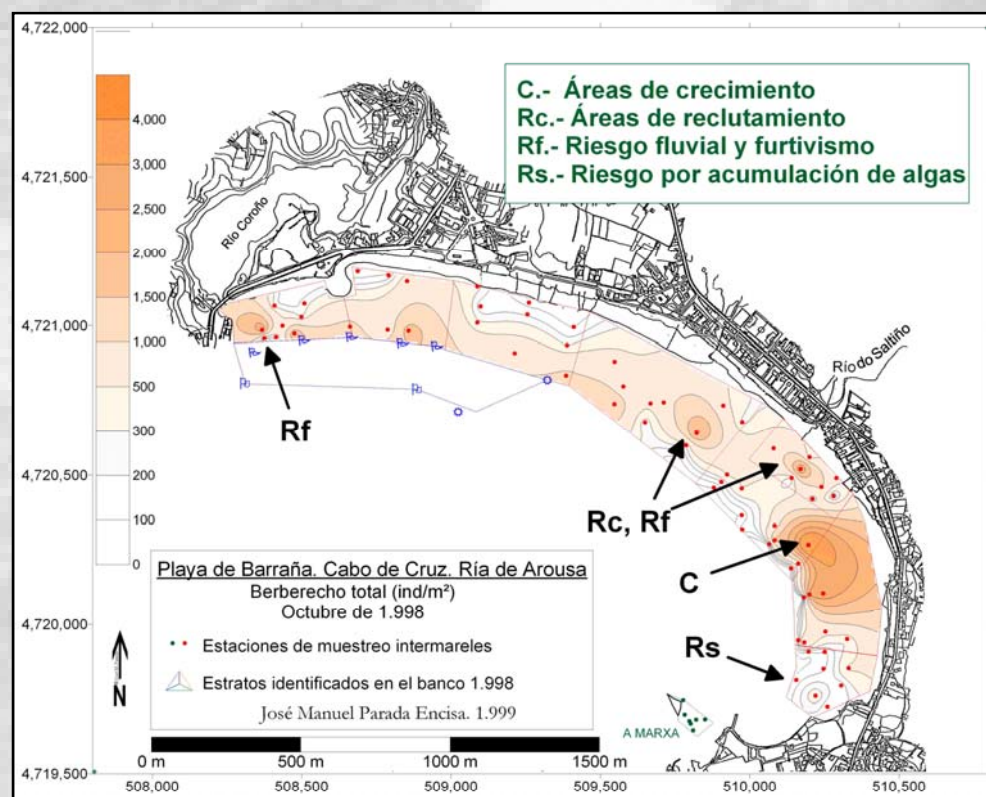 4,722,000
4,721,500
4,721,000
4,720,500
4,720,000
4,719,500
4,000
3,000
2,500
2,000
1,500
1,000
500
300
200
100
0
C.- Áreas de crecimiento
Rc.- Áreas de reclutamiento
Rf.- Riesgo fluvial y furtivismo
Rs.- Riesgo por acumulación de algas
Río Coroño
Río do Saltiño
Rf
Rc, Rf
C
Rs
Playa de Barraña. Cabo de Cruz. Ría de Arousa
Berberecho total (ind/m²)
Octubre de 1.998
Estaciones de muestreo intermareles
Estratos identificados en el banco 1.998
José Manuel Parada Encisa. 1.999
N
A MARXA
0 m 500 m 1000 m 1500 m
508,000 508,500 509,000 509,500 510,000 510,500